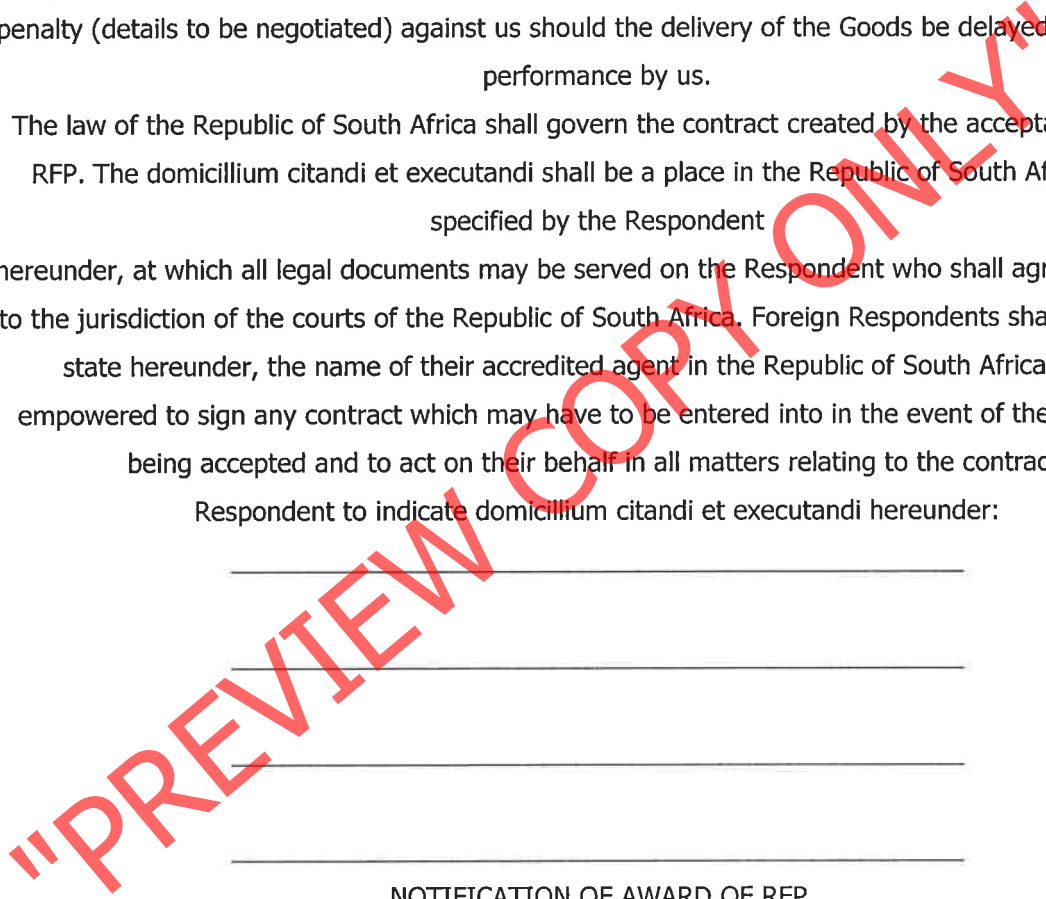 penalty (details to be negotiated) against us should the delivery of the Goods be delayed
performance by us.
The law of the Republic of South Africa shall govern the contract created by the accepta
RFP. The domicillium citandi et executandi shall be a place in the Republic of South Af
specified by the Respondent
hereunder, at which all legal documents may be served on the Respondent who shall agr
to the jurisdiction of the courts of the Republic of South Africa. Foreign Respondents sha
state hereunder, the name of their accredited agent in the Republic of South Africa
empowered to sign any contract which may have to be entered into in the event of the
being accepted and to act on their behalf in all matters relating to the contrac
Respondent to indicate domicillium citandi et executandi hereunder:
NOTIFICATION OF AWARD OF RFP
"PREVIEW COPY ONLY"